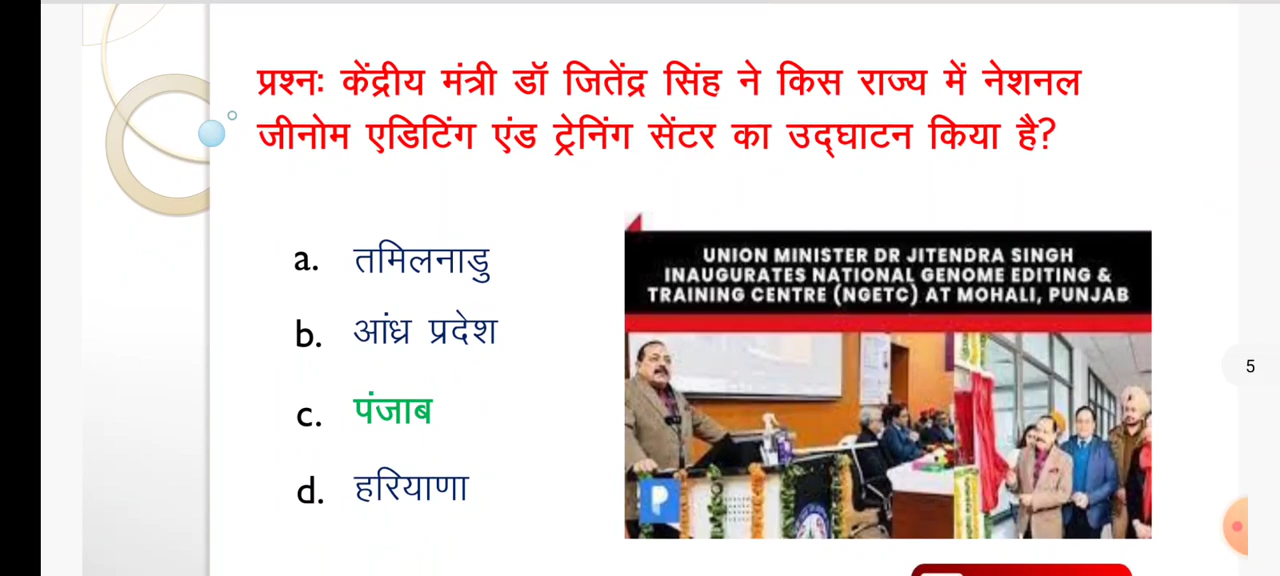 प्रश्नः केंद्रीय मंत्री डॉ जितेंद्र सिंह ने किस राज्य में नेशनल
जीनोम एडिटिंग एंड ट्रेनिंग सेंटर का उद्घाटन किया है?
a. तमिलनाडु
b. आंध्र प्रदेश
c. पंजाब
d. हरियाणा
UNION MINISTER DR JITENDRA SINGH
INAUGURATES NATIONAL GENOME EDITING &
TRAINING CENTRE (NGETC) AT MOHALI, PUNJAB
P
5